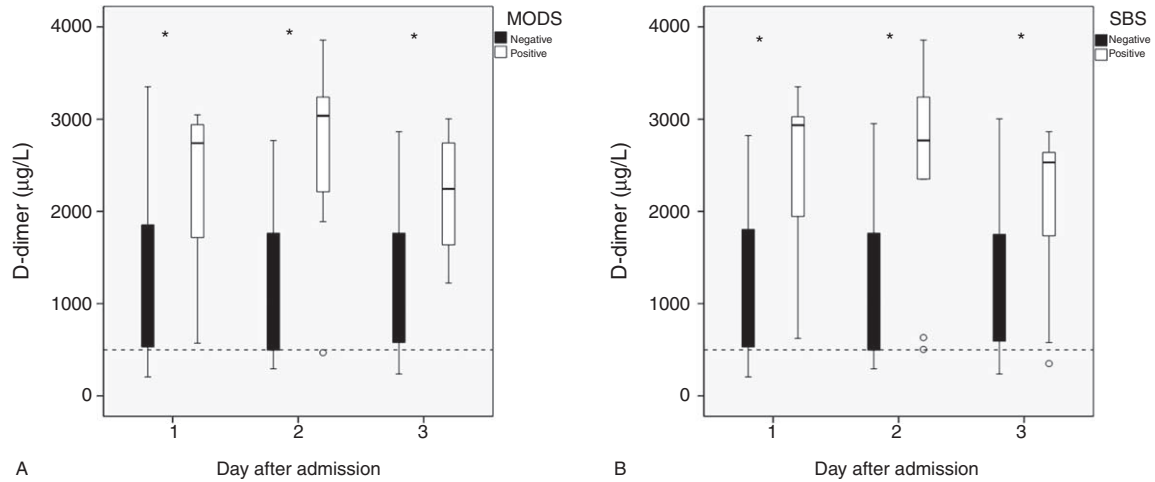 MODS
Negative
Positive
4000
3000
2000
1000
0
D-dimer (µg/L)
* * *
1 2 3
A Day after admission
SBS
Negative
Positive
4000
3000
2000
1000
0
D-dimer (µg/L)
* * *
1 2 3
B Day after admission